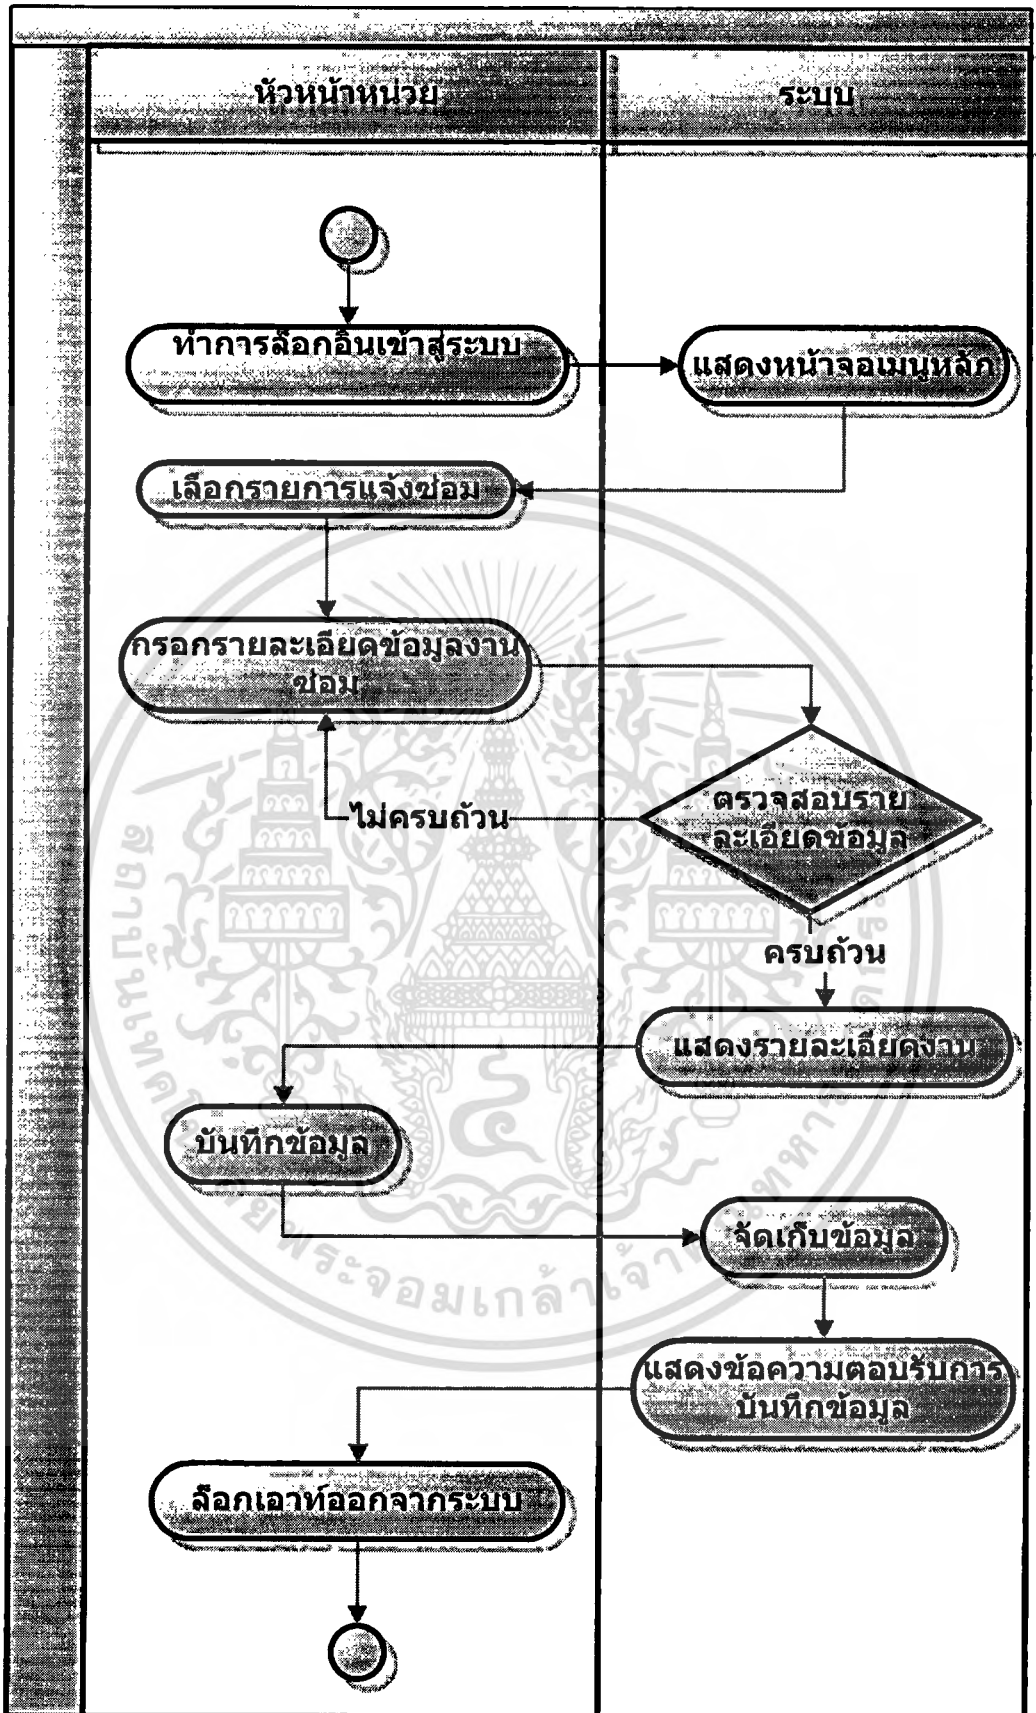 หัวหน้าหน่วย
ระบบ
ทำการล็อกอินเข้าสู่ระบบ
แสดงหน้าจอเมนูหลัก
เลือกรายการแจ้งซ่อม
กรอกรายละเอียดข้อมูลงาน
ซ่อม
ตรวจสอบราย
ละเอียดข้อมูล
ไม่ครบถ้วน
ครบถ้วน
แสดงรายละเอียดงาน
บันทึกข้อมูล
จัดเก็บข้อมูล
แสดงข้อความตอบรับการ
บันทึกข้อมูล
ล็อกเอาท์ออกจากระบบ